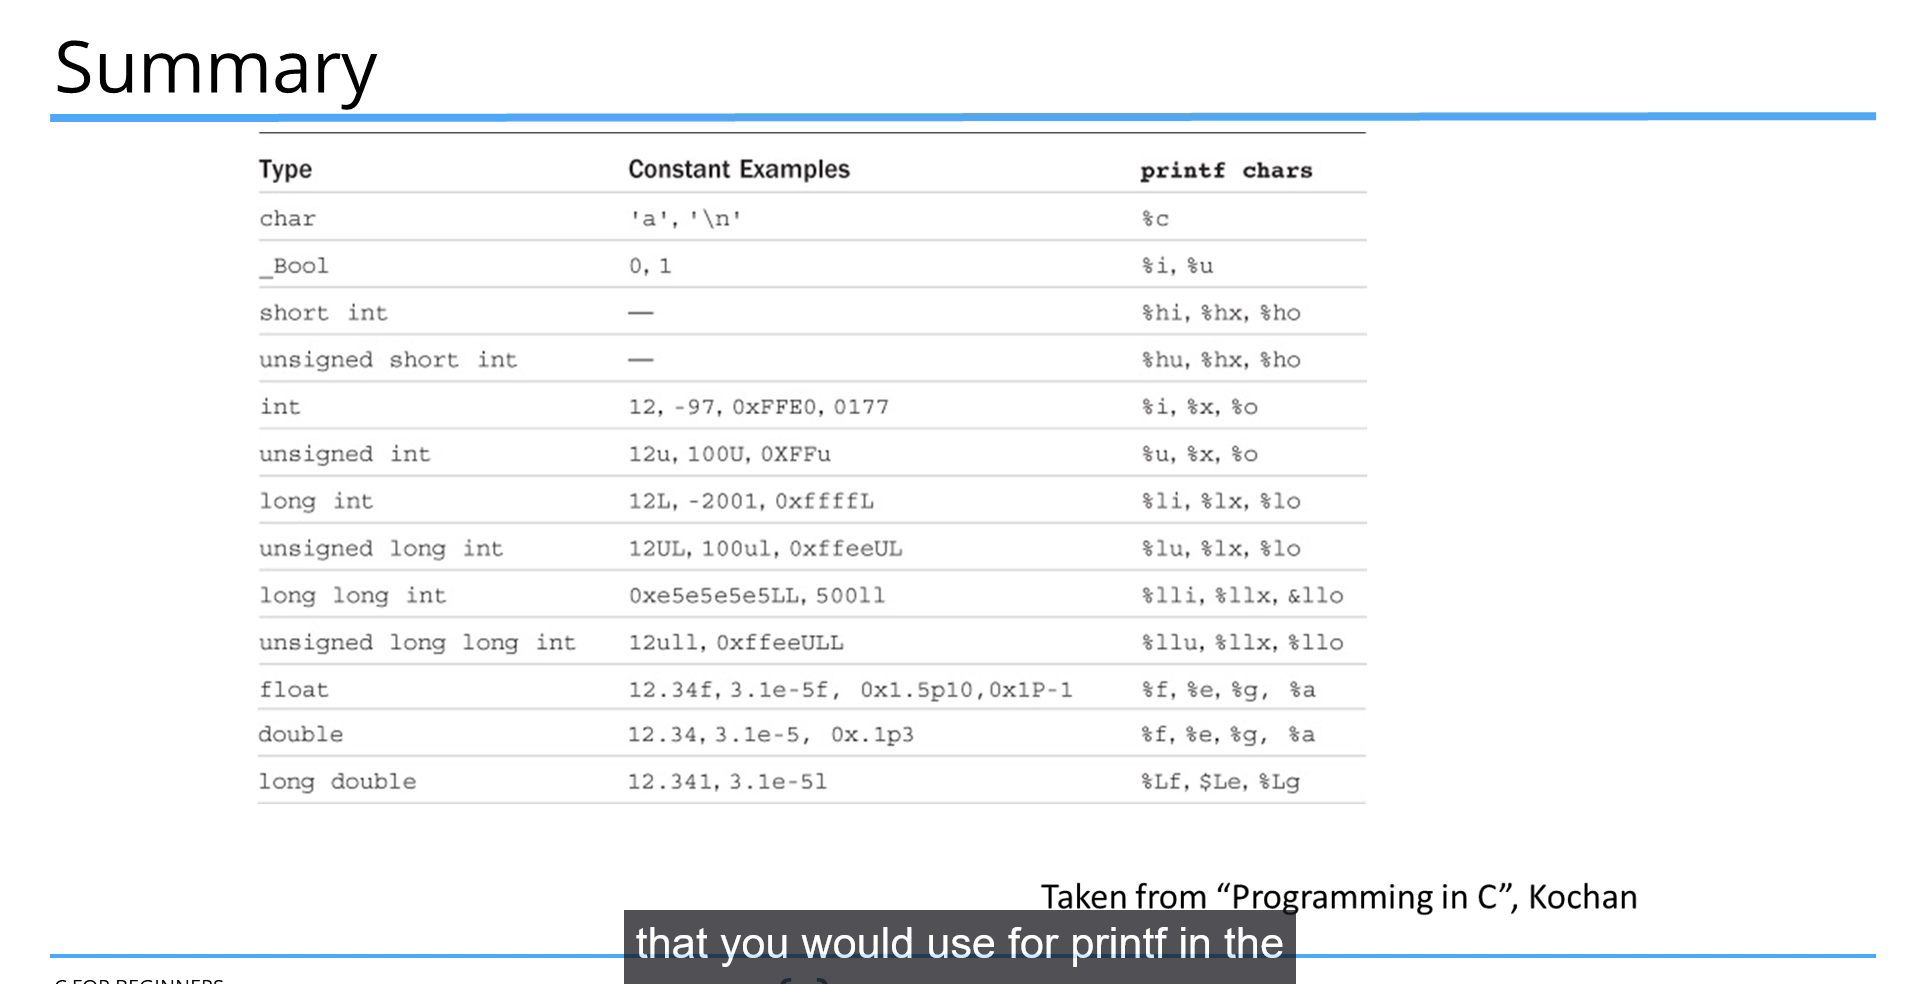 Summary
Type Constant Examples printf chars
char 'a', '\n' %c
_Bool 0, 1 %i, %u
short int — %hi, %hx, %ho
unsigned short int — %hu, %hx, %ho
int 12, -97, 0xFFE0, 0177 %i, %x, %o
unsigned int 12u, 100U, 0XFFu %u, %x, %o
long int 12L, -2001, 0xffffL %li, %lx, %lo
unsigned long int 12UL, 100ul, 0xffeeUL %lu, %lx, %lo
long long int 0xe5e5e5e5LL, 500ll %lli, %llx, &llo
unsigned long long int 12ull, 0xffeeULL %llu, %llx, %llo
float 12.34f, 3.1e-5f, 0x1.5p10,0x1P-1 %f, %e, %g, %a
double 12.34, 3.1e-5, 0x.1p3 %f, %e, %g, %a
long double 12.341, 3.1e-5l %Lf, $Le, %Lg
Taken from “Programming in C”, Kochan
that you would use for printf in the
C FOR BEGINNERS